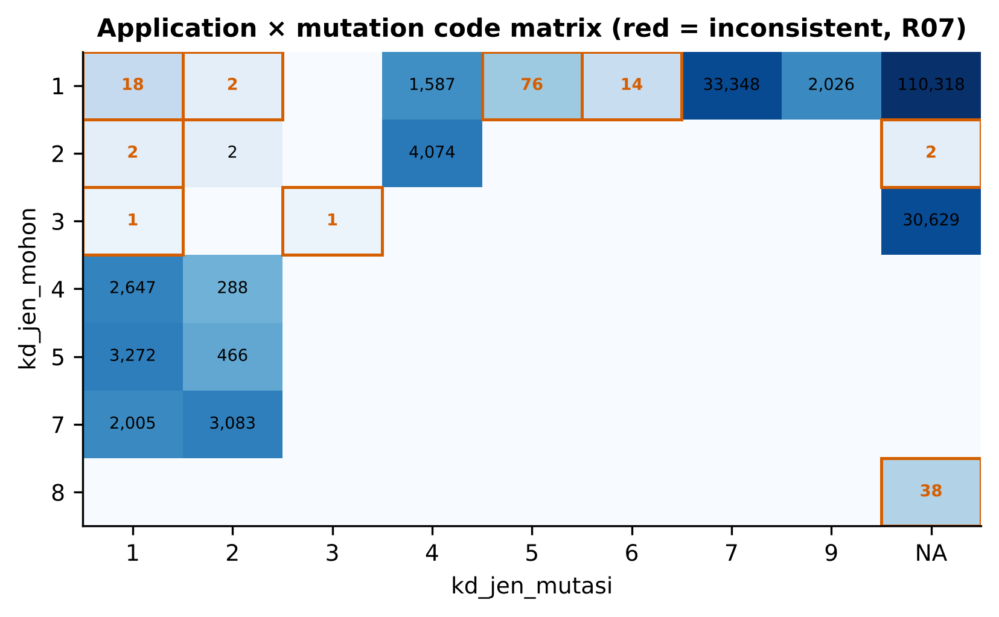 Application × mutation code matrix (red = inconsistent, R07)
1 18 2 1,587 76 14 33,348 2,026 110,318
2 2 2 4,074 2
3 1 1 30,629
4 2,647 288
5 3,272 466
7 2,005 3,083
8 38
1 2 3 4 5 6 7 9 NA
kd_jen_mutasi
kd_jen_mohon